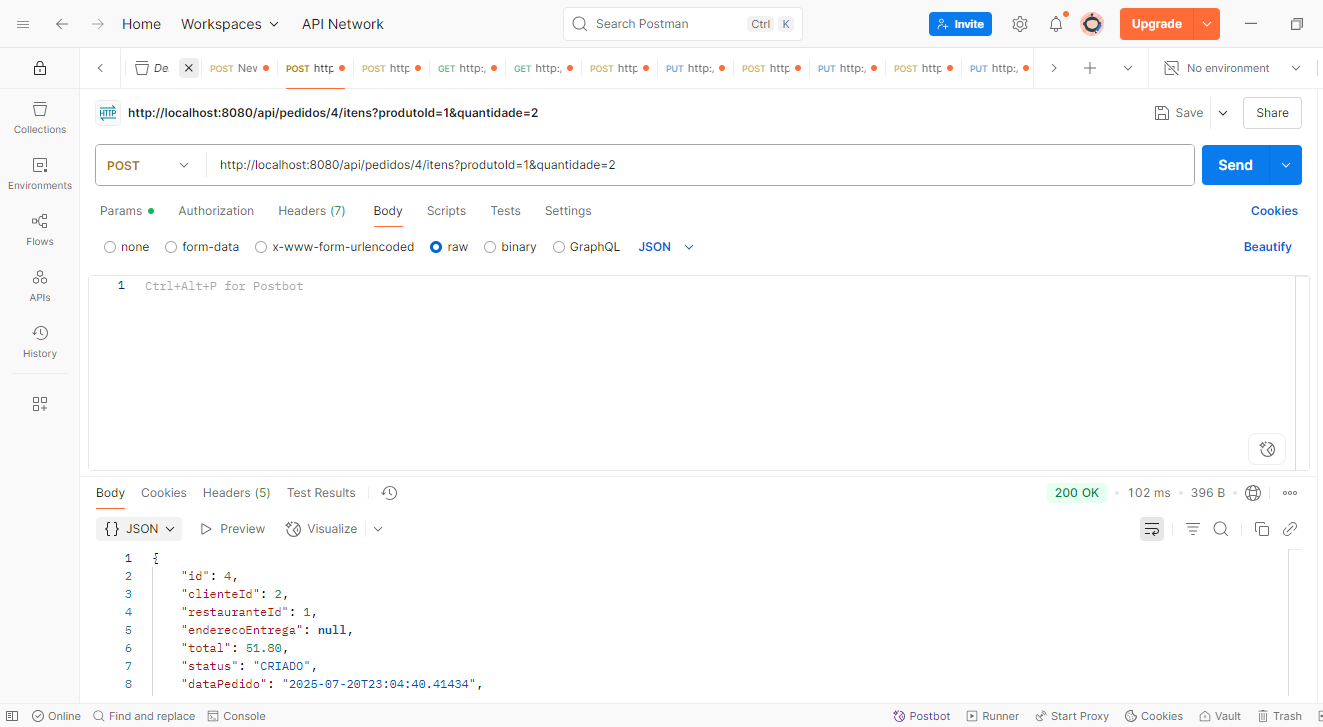 Home Workspaces API Network Search Postman Ctrl K Invite Upgrade
De POST New POST http POST http GET http:, GET http:, POST http PUT http:, POST http PUT http:, POST http PUT http:, No environment
HTTP http://localhost:8080/api/pedidos/4/itens?produtoId=1&quantidade=2 Save Share
POST http://localhost:8080/api/pedidos/4/itens?produtoId=1&quantidade=2 Send
Params Authorization Headers (7) Body Scripts Tests Settings Cookies
none form-data x-www-form-urlencoded raw binary GraphQL JSON Beautify
1 Ctrl+Alt+P for Postbot
Collections
Environments
Flows
APIs
History
Body Cookies Headers (5) Test Results 200 OK • 102 ms • 396 B •
{} JSON Preview Visualize
1 {
2 "id": 4,
3 "clienteId": 2,
4 "restauranteId": 1,
5 "enderecoEntrega": null,
6 "total": 51.80,
7 "status": "CRIADO",
8 "dataPedido": "2025-07-20T23:04:40.41434",
Online Find and replace Console Postbot Runner Start Proxy Cookies Vault Trash